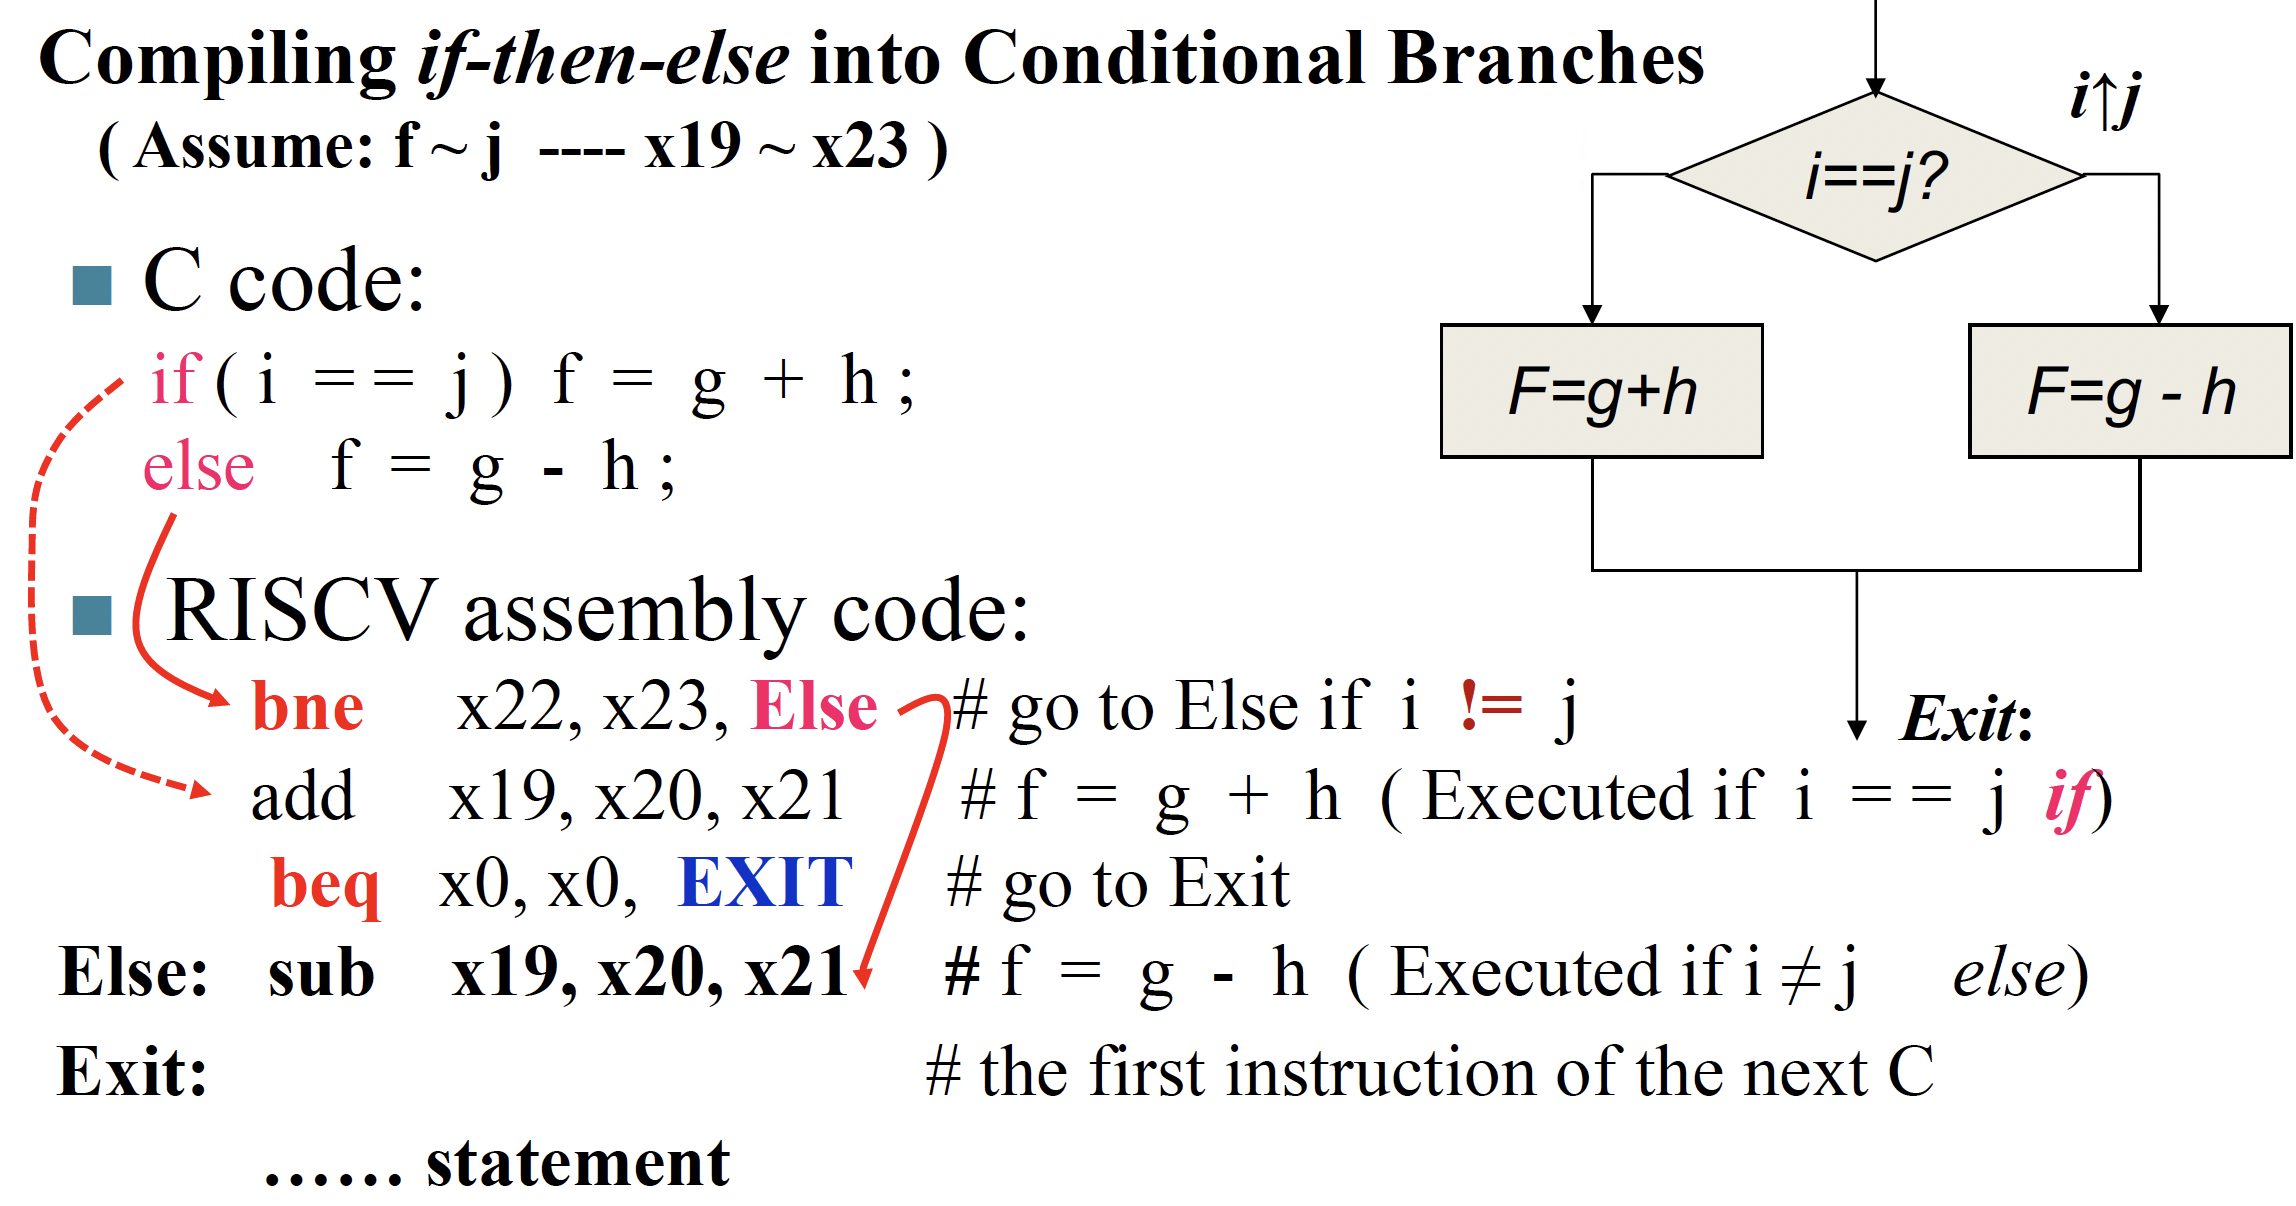 Compiling if-then-else into Conditional Branches
( Assume: f ~ j ---- x19 ~ x23 )
i↑j
i==j?
F=g+h
F=g - h
Exit:
■ C code:
if ( i == j ) f = g + h ;
else f = g - h ;
■ RISCV assembly code:
bne x22, x23, Else # go to Else if i != j
add x19, x20, x21 # f = g + h ( Executed if i == j if)
beq x0, x0, EXIT # go to Exit
Else: sub x19, x20, x21 # f = g - h ( Executed if i ≠ j else)
Exit: # the first instruction of the next C
…… statement